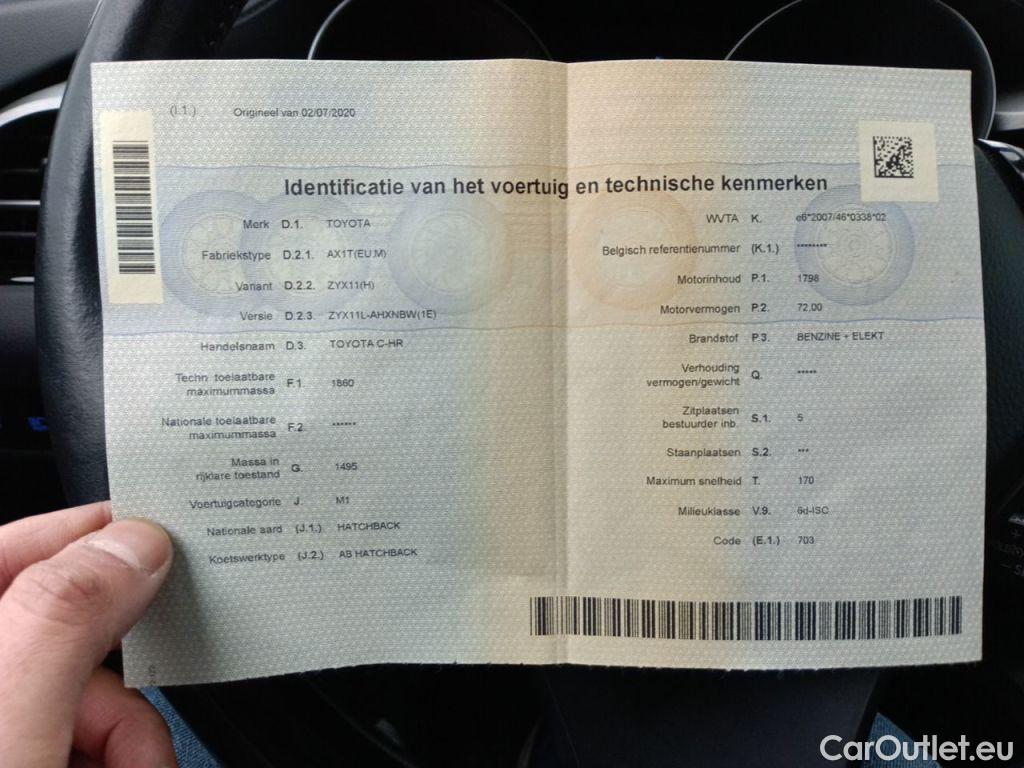 (I.1.) Origineel van 02/07/2020
Identificatie van het voertuig en technische kenmerken
Merk D.1. TOYOTA
Fabriekstype D.2.1. AX1T(EU,M)
Variant D.2.2. ZYX11(H)
Versie D.2.3. ZYX11L-AHXNBW(1E)
Handelsnaam D.3. TOYOTA C-HR
Techn. toelaatbare
maximummassa F.1. 1860
Nationale toelaatbare
maximummassa F.2. ******
Massa in
rijklare toestand G. 1495
Voertuigcategorie J. M1
Nationale aard (J.1.) HATCHBACK
Koetswerktype (J.2.) AB HATCHBACK
WVTA K. e6*2007/46*0338*02
Belgisch referentienummer (K.1.) ********
Motorinhoud P.1. 1798
Motorvermogen P.2. 72,00
Brandstof P.3. BENZINE + ELEKT
Verhouding
vermogen/gewicht Q. *****
Zitplaatsen
bestuurder inb. S.1. 5
Staanplaatsen S.2. ***
Maximum snelheid T. 170
Milieuklasse V.9. 6d-ISC
Code (E.1.) 703
CarOutlet.eu